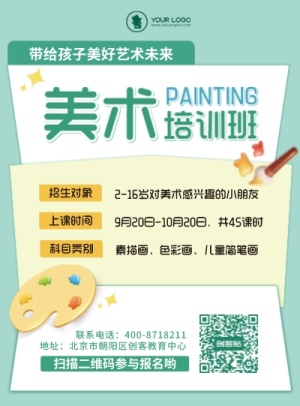 YOUR LOGO
www.chuangkit.com
带给孩子美好艺术未来
美术
PAINTING
培训班
招生对象 2-16岁对美术感兴趣的小朋友
上课时间 9月20日-10月20日，共45课时
科目类别 素描画、色彩画、儿童简笔画
联系电话：400-8718211
地址：北京市朝阳区创客教育中心
扫描二维码参与报名哟
创客贴